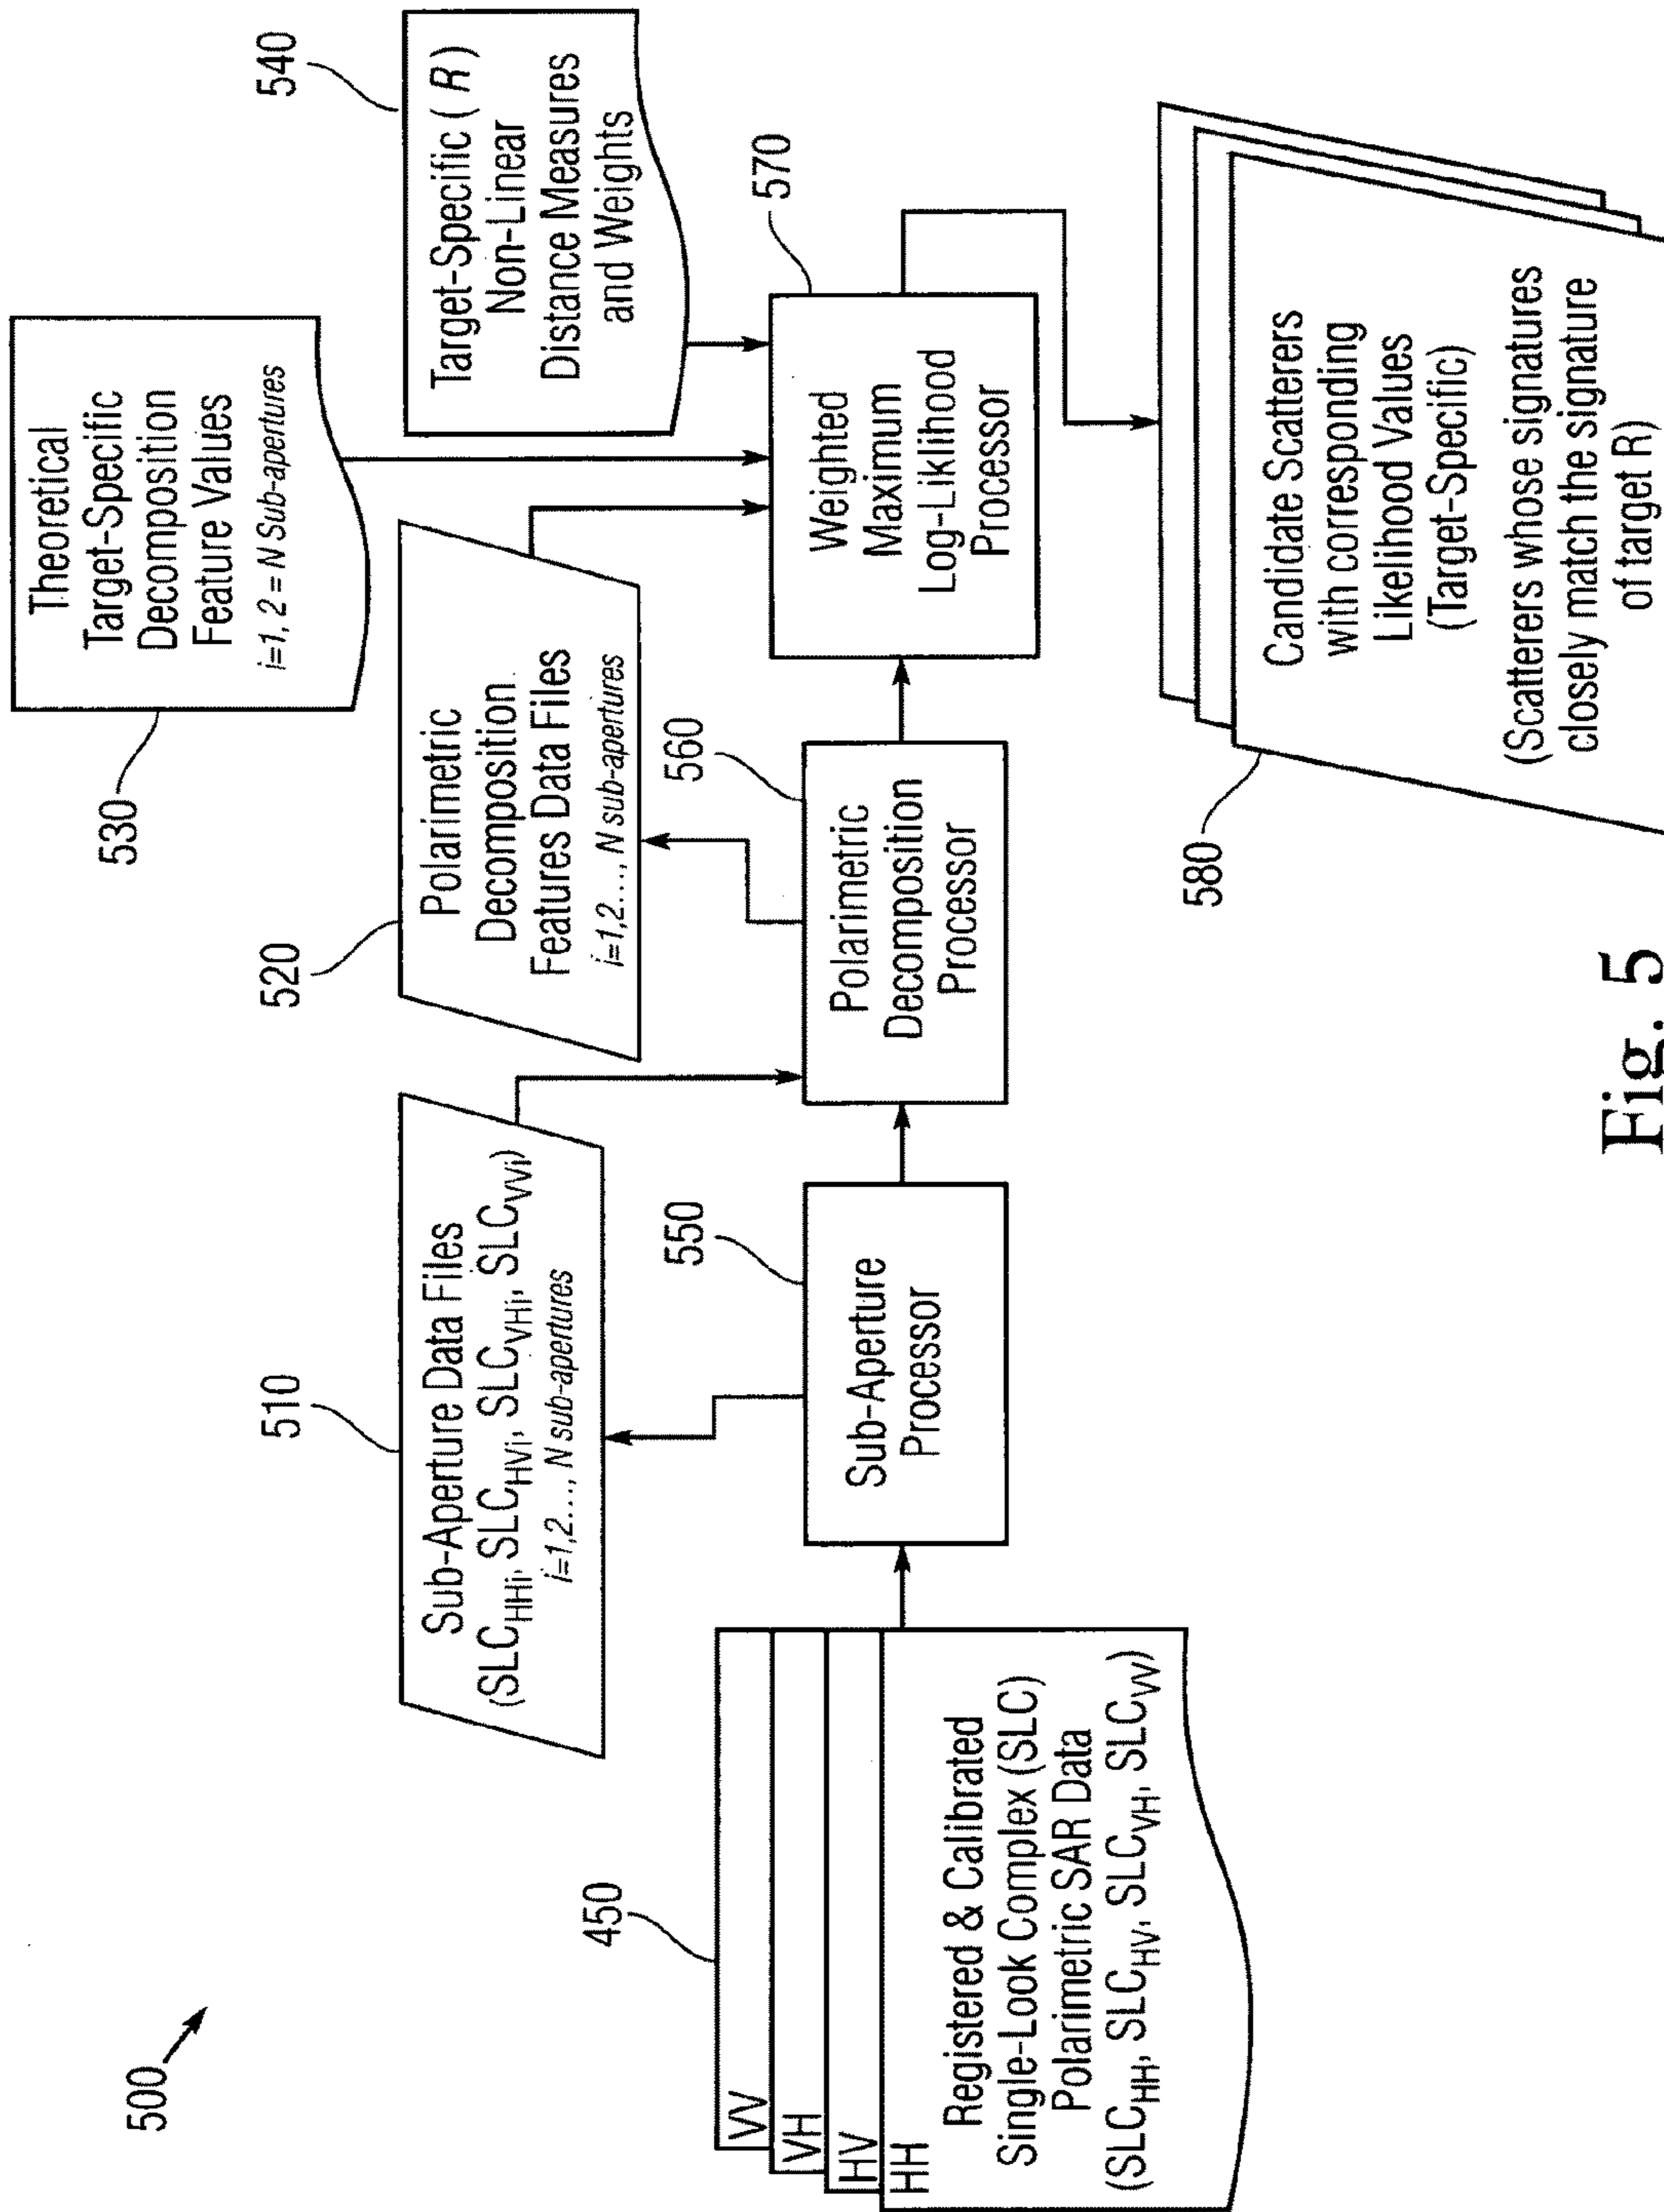 500
450
VV
VH
HV
HH
Registered & Calibrated
Single-Look Complex (SLC)
Polarimetric SAR Data
(SLC_HH, SLC_HV, SLC_VH, SLC_VV)
510
Sub-Aperture Data Files
(SLC_HHi, SLC_HVi, SLC_VHi, SLC_VVi)
i=1,2..., N sub-apertures
550
Sub-Aperture
Processor
520
Polarimetric
Decomposition
Features Data Files
i=1,2..., N sub-apertures
560
Polarimetric
Decomposition
Processor
530
Theoretical
Target-Specific
Decomposition
Feature Values
i=1, 2 = N Sub-apertures
540
Target-Specific (R)
Non-Linear
Distance Measures
and Weights
570
Weighted
Maximum
Log-Liklihood
Processor
580
Candidate Scatterers
with corresponding
Likelihood Values
(Target-Specific)
(Scatterers whose signatures
closely match the signature
of target R)
Fig. 5